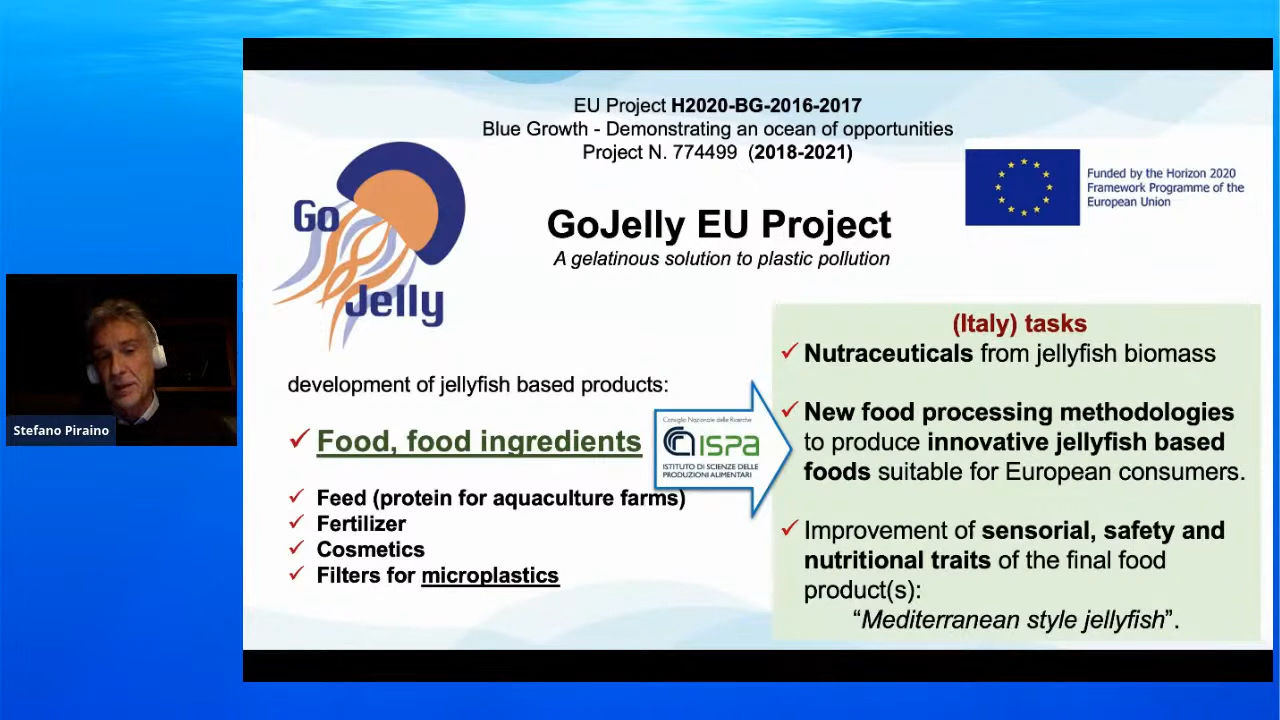 EU Project H2020-BG-2016-2017
Blue Growth - Demonstrating an ocean of opportunities
Project N. 774499 (2018-2021)
Go
Jelly
GoJelly EU Project
A gelatinous solution to plastic pollution
Funded by the Horizon 2020
Framework Programme of the
European Union
Stefano Piraino
development of jellyfish based products:
✓ Food, food ingredients
✓ Feed (protein for aquaculture farms)
✓ Fertilizer
✓ Cosmetics
✓ Filters for microplastics
Consiglio Nazionale delle Ricerche
ISPA
ISTITUTO DI SCIENZE DELLE
PRODUZIONI ALIMENTARI
(Italy) tasks
✓ Nutraceuticals from jellyfish biomass
✓ New food processing methodologies
to produce innovative jellyfish based
foods suitable for European consumers.
✓ Improvement of sensorial, safety and
nutritional traits of the final food
product(s):
“Mediterranean style jellyfish”.